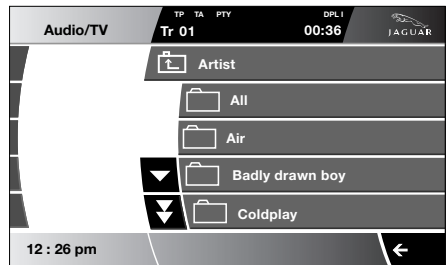 Audio/TV
TP TA PTY DPL I
Tr 01 00:36
JAGUAR
Artist
All
Air
Badly drawn boy
Coldplay
12 : 26 pm